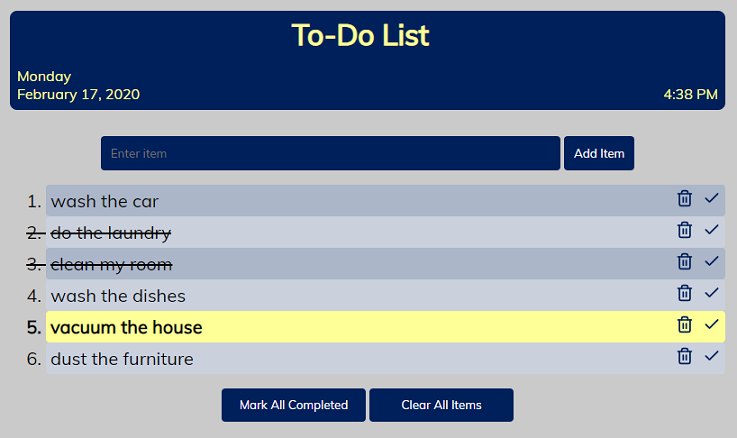 To-Do List
Monday
February 17, 2020 4:38 PM
Enter item Add Item
1. wash the car
2. do the laundry
3. clean my room
4. wash the dishes
5. vacuum the house
6. dust the furniture
Mark All Completed Clear All Items